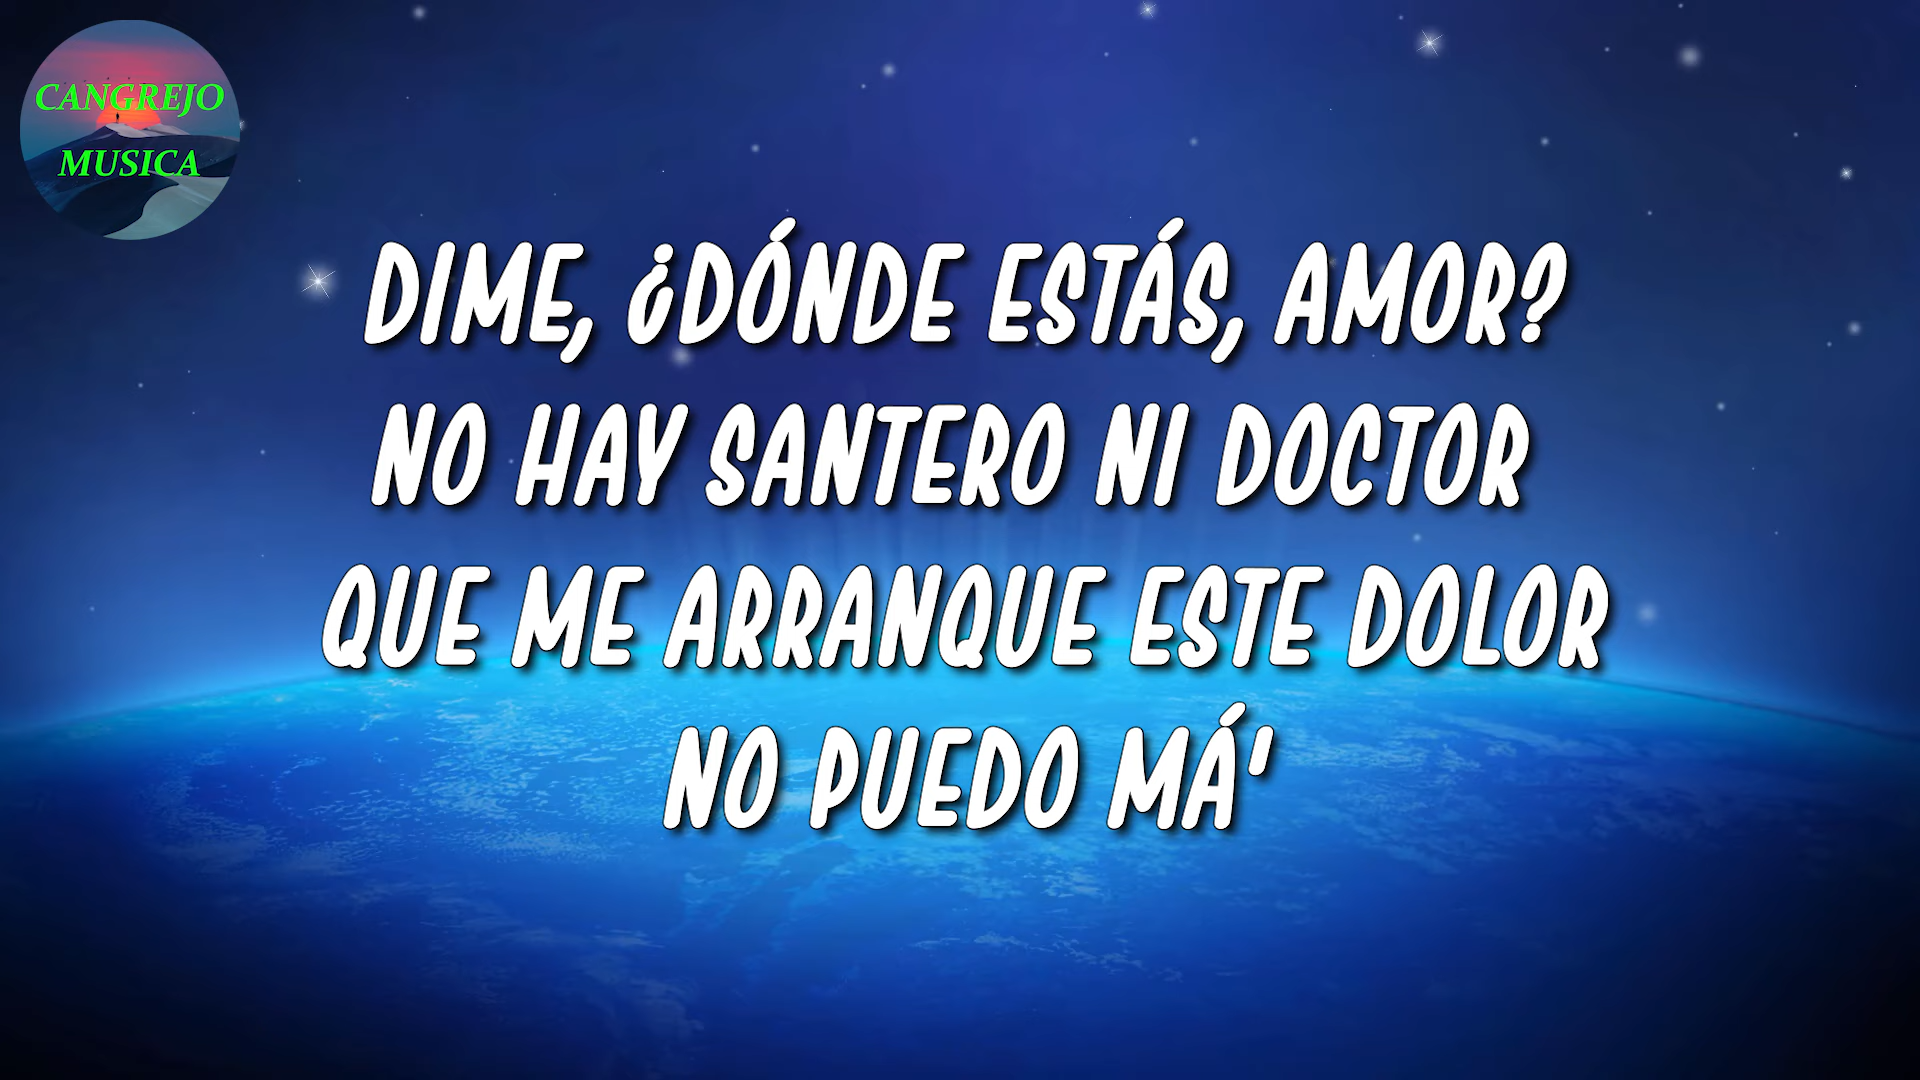 CANGREJO
MUSICA
DIME, ¿DÓNDE ESTÁS, AMOR?
NO HAY SANTERO NI DOCTOR
QUE ME ARRANQUE ESTE DOLOR
NO PUEDO MÁ'